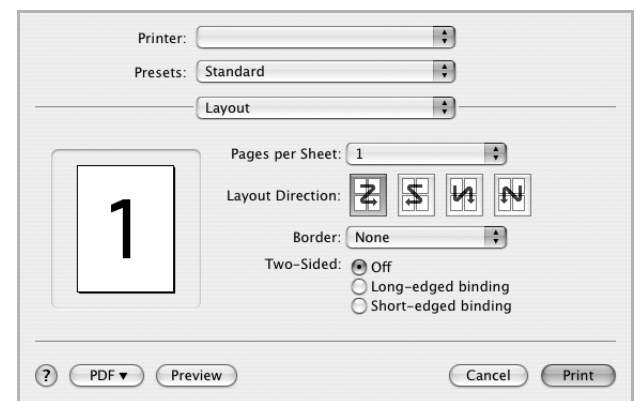 Printer:
Presets: Standard
Layout
Pages per Sheet: 1
1
Layout Direction:
Border: None
Two-Sided: Off
Long-edged binding
Short-edged binding
? PDF▼ Preview Cancel Print